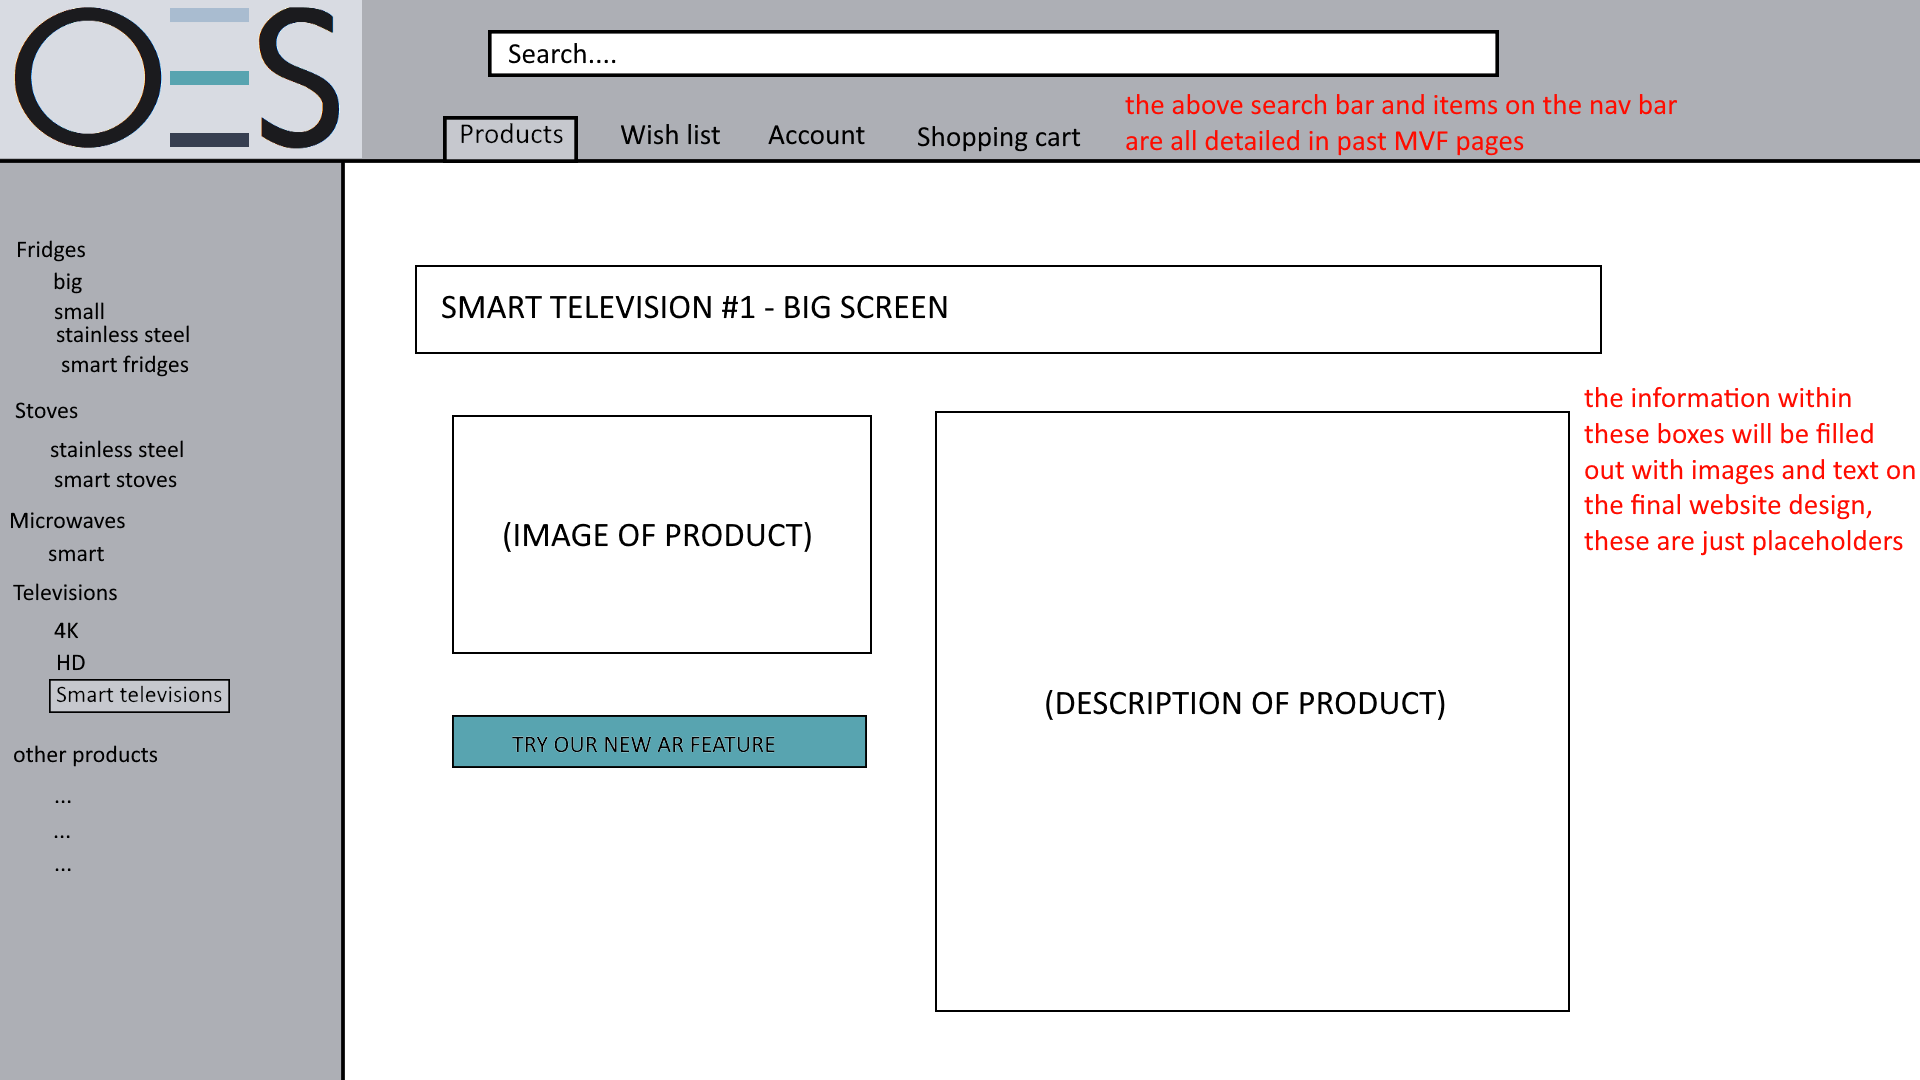 OES
Search....
Products
Wish list
Account
Shopping cart
the above search bar and items on the nav bar
are all detailed in past MVF pages
Fridges
big
small
stainless steel
smart fridges
Stoves
stainless steel
smart stoves
Microwaves
smart
Televisions
4K
HD
Smart televisions
other products
...
...
...
SMART TELEVISION #1 - BIG SCREEN
(IMAGE OF PRODUCT)
TRY OUR NEW AR FEATURE
(DESCRIPTION OF PRODUCT)
the information within
these boxes will be filled
out with images and text on
the final website design,
these are just placeholders